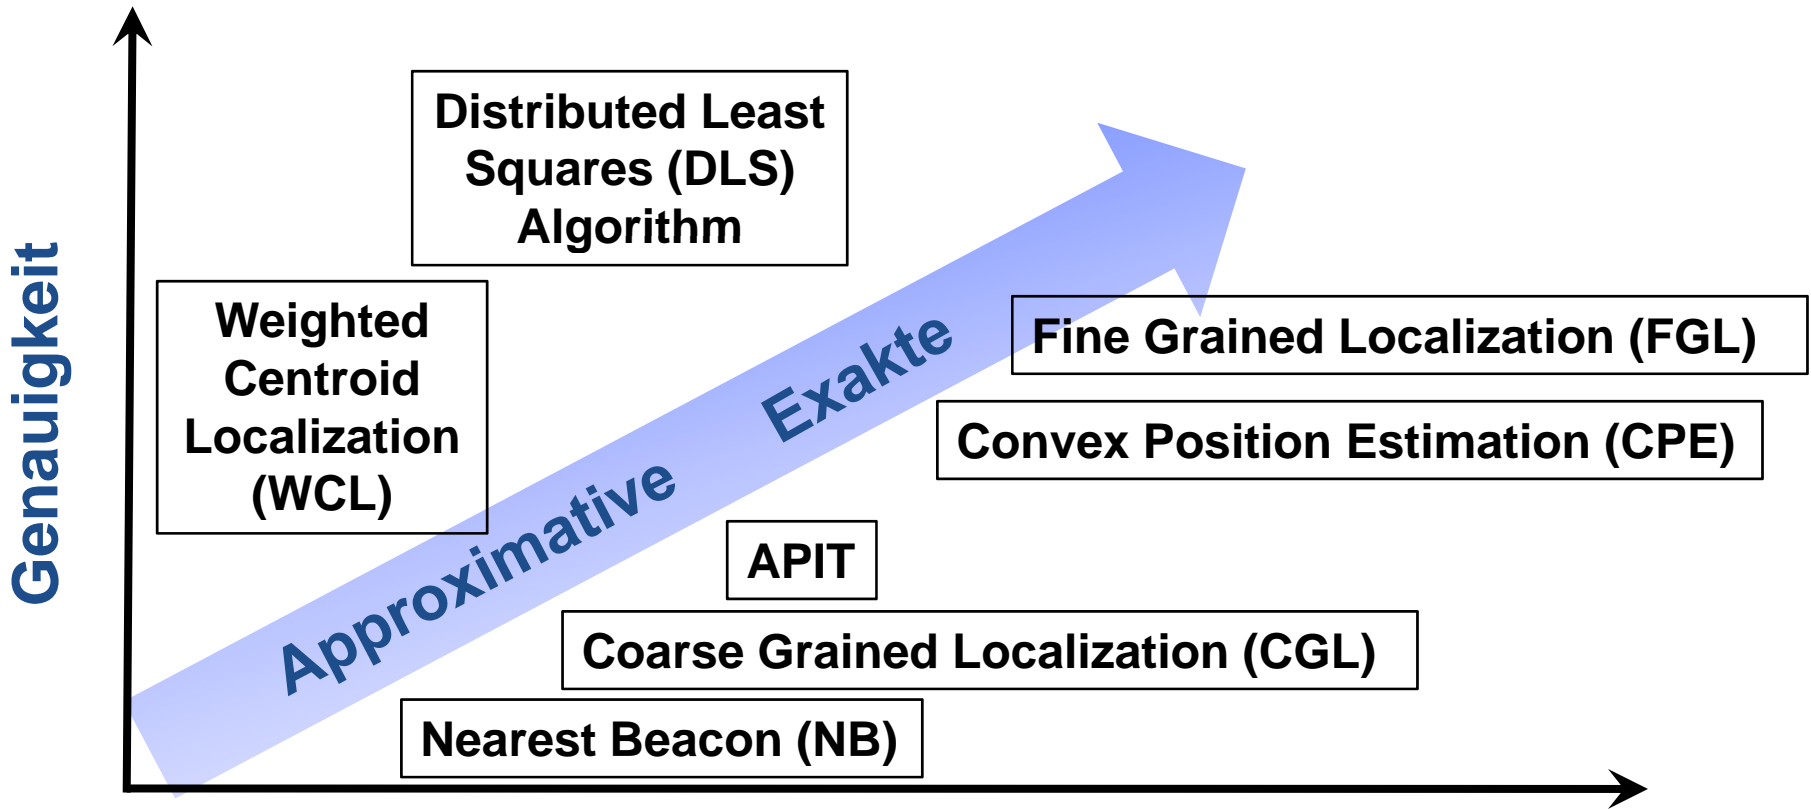 Genauigkeit
Distributed Least
Squares (DLS)
Algorithm
Weighted
Centroid
Localization
(WCL)
Approximative Exakte
Fine Grained Localization (FGL)
Convex Position Estimation (CPE)
APIT
Coarse Grained Localization (CGL)
Nearest Beacon (NB)